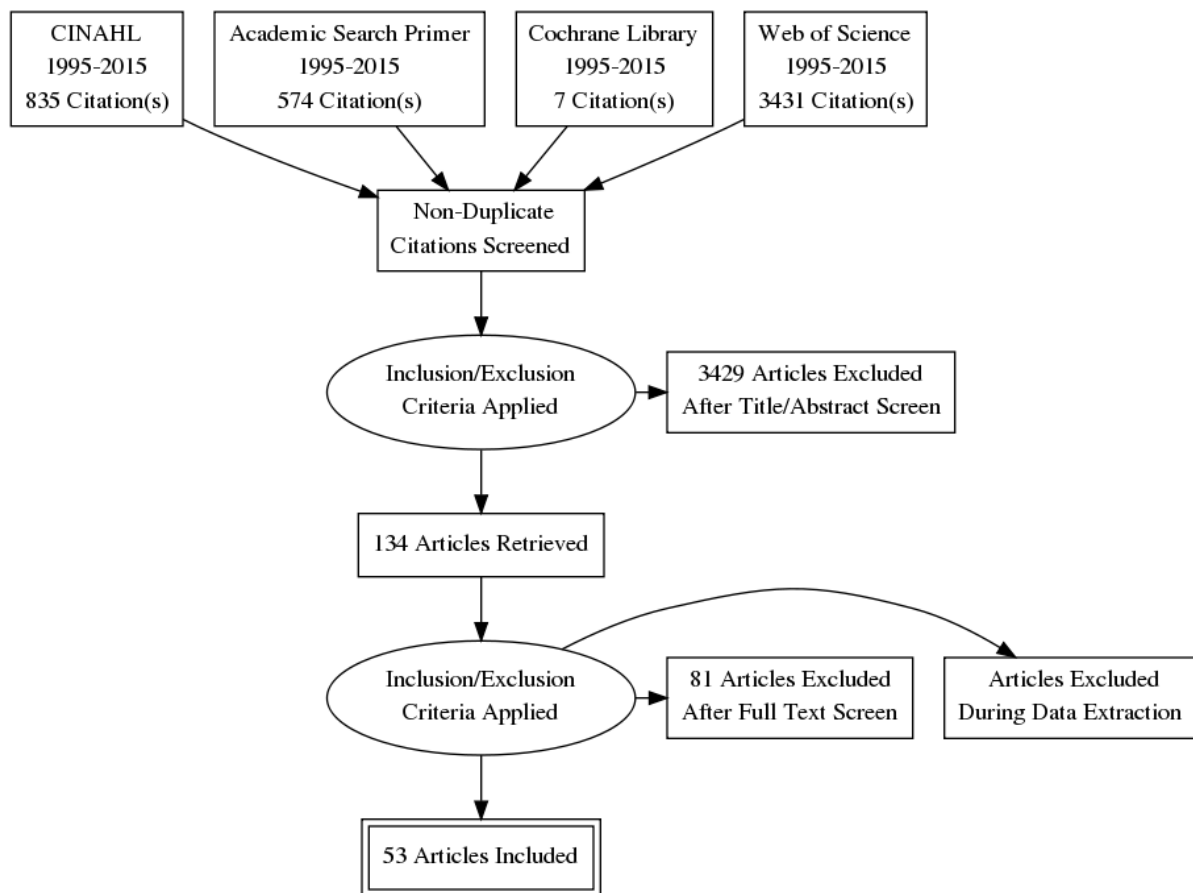 CINAHL
1995-2015
835 Citation(s)
Academic Search Primer
1995-2015
574 Citation(s)
Cochrane Library
1995-2015
7 Citation(s)
Web of Science
1995-2015
3431 Citation(s)
Non-Duplicate
Citations Screened
Inclusion/Exclusion
Criteria Applied
3429 Articles Excluded
After Title/Abstract Screen
134 Articles Retrieved
Inclusion/Exclusion
Criteria Applied
81 Articles Excluded
After Full Text Screen
Articles Excluded
During Data Extraction
53 Articles Included